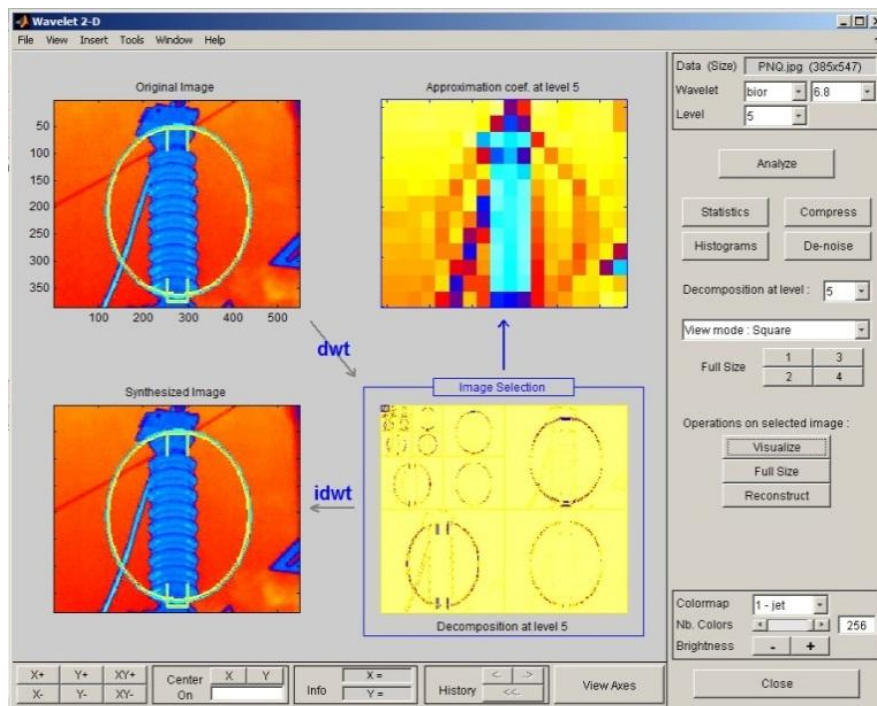 Wavelet 2-D
File View Insert Tools Window Help
Original Image
50
100
150
200
250
300
350
100 200 300 400 500
Approximation coef. at level 5
dwt
Synthesized Image
idwt
Image Selection
Decomposition at level 5
Data (Size) PNQ.jpg (385x547)
Wavelet bior 6.8
Level 5
Analyze
Statistics Compress
Histograms De-noise
Decomposition at level : 5
View mode : Square
Full Size 1 3
2 4
Operations on selected image :
Visualize
Full Size
Reconstruct
Colormap 1 - jet
Nb. Colors 256
Brightness - +
X+ Y+ XY+
X- Y- XY-
Center On X Y
Info X =
Y =
History <- ->
<<-
View Axes
Close